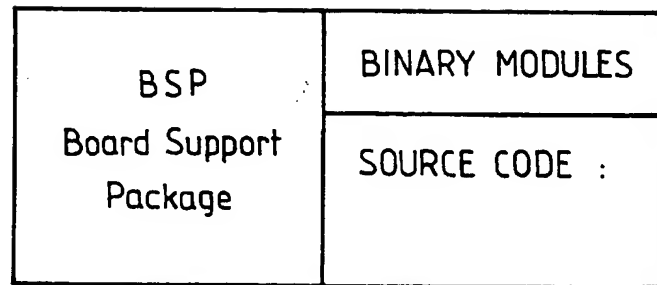 BSP
Board Support
Package
BINARY MODULES
SOURCE CODE :